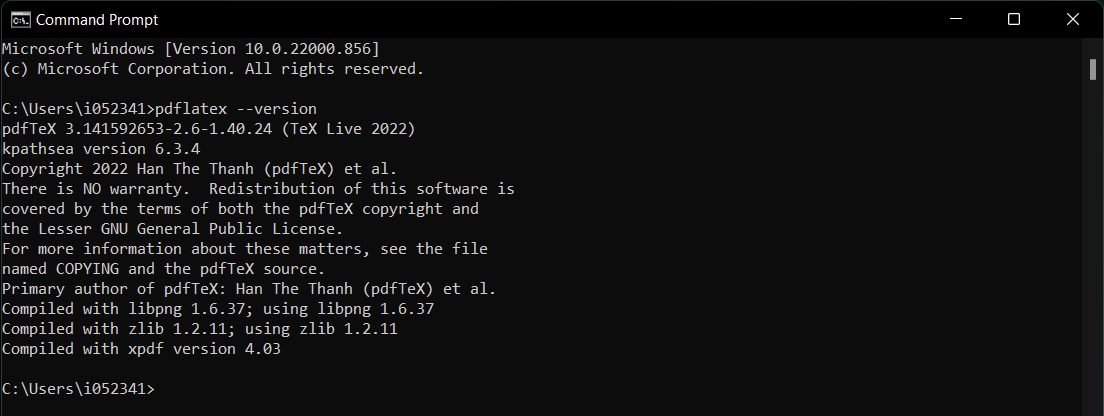 Command Prompt
Microsoft Windows [Version 10.0.22000.856]
(c) Microsoft Corporation. All rights reserved.
C:\Users\i052341>pdflatex --version
pdfTeX 3.141592653-2.6-1.40.24 (TeX Live 2022)
kpathsea version 6.3.4
Copyright 2022 Han The Thanh (pdfTeX) et al.
There is NO warranty.  Redistribution of this software is
covered by the terms of both the pdfTeX copyright and
the Lesser GNU General Public License.
For more information about these matters, see the file
named COPYING and the pdfTeX source.
Primary author of pdfTeX: Han The Thanh (pdfTeX) et al.
Compiled with libpng 1.6.37; using libpng 1.6.37
Compiled with zlib 1.2.11; using zlib 1.2.11
Compiled with xpdf version 4.03
C:\Users\i052341>